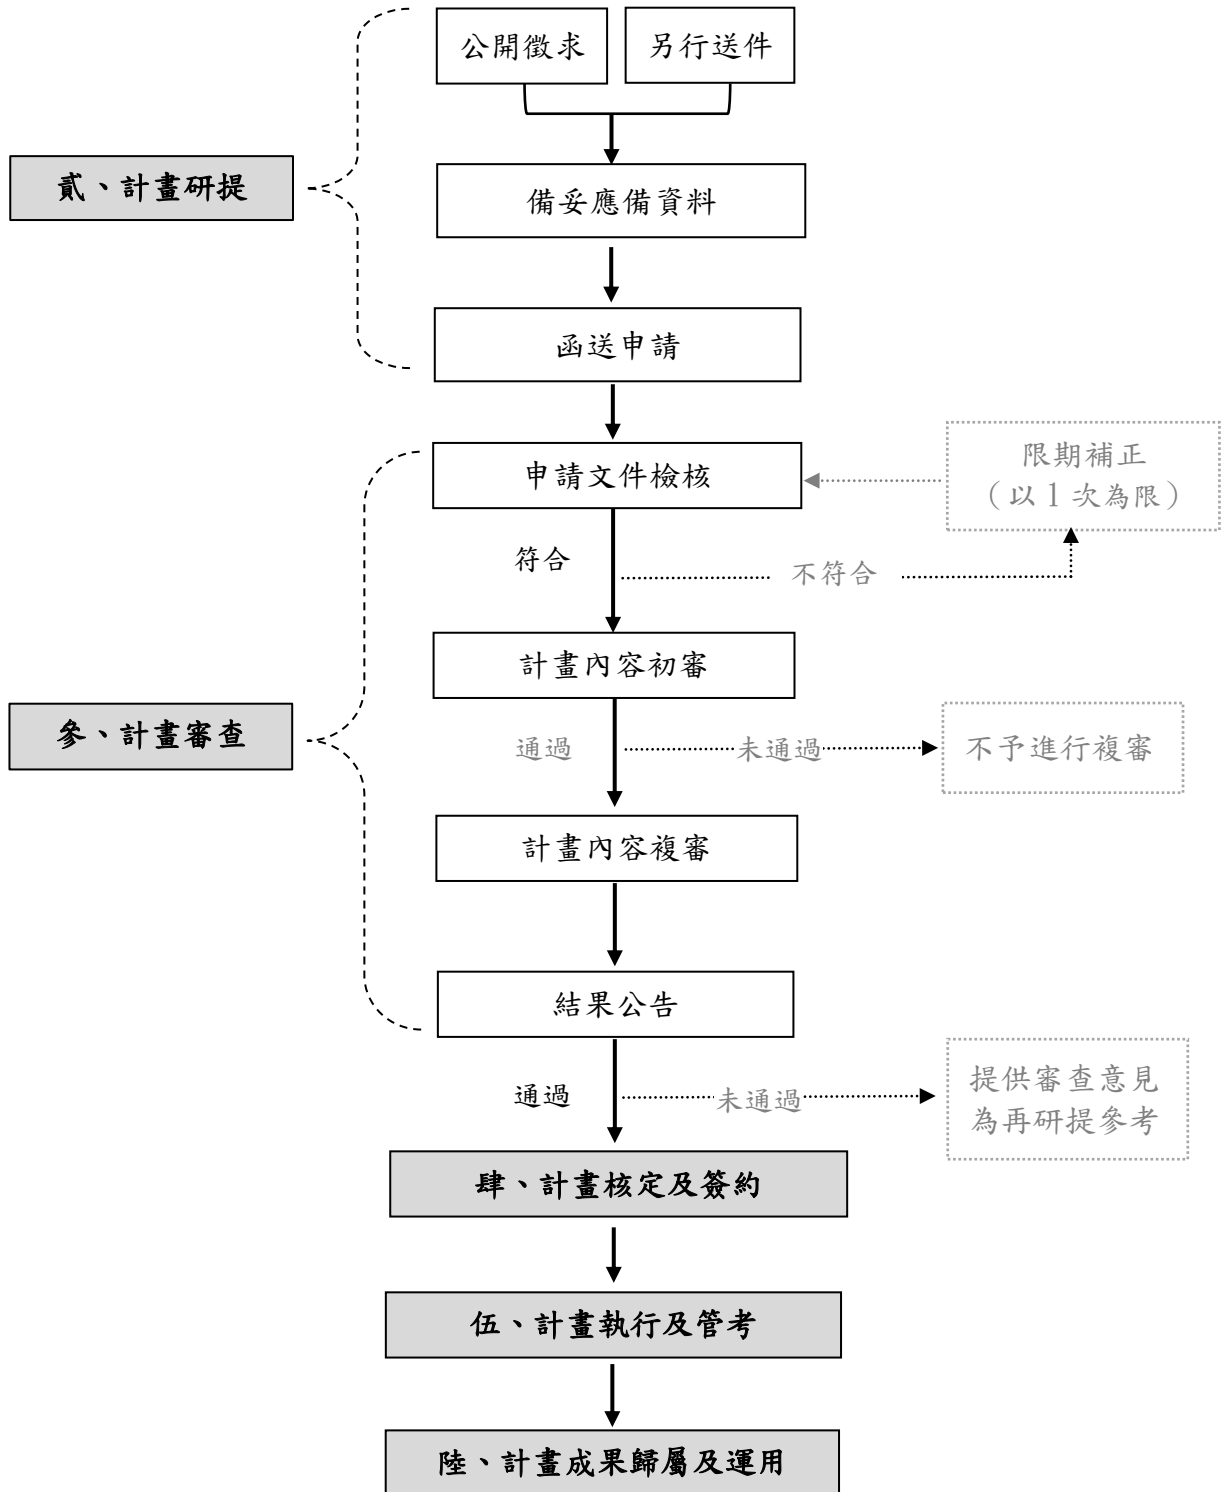 公開徵求
另行送件
貳、計畫研提
備妥應備資料
函送申請
申請文件檢核
限期補正
（以1次為限）
符合
不符合
計畫內容初審
參、計畫審查
通過
未通過
不予進行複審
計畫內容複審
結果公告
通過
未通過
提供審查意見
為再研提參考
肆、計畫核定及簽約
伍、計畫執行及管考
陸、計畫成果歸屬及運用